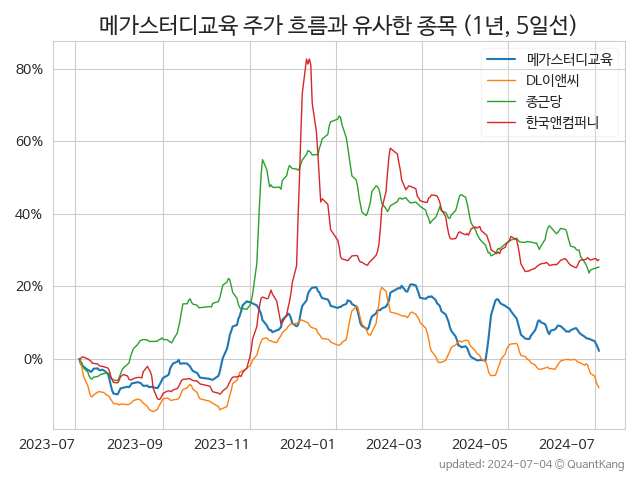 메가스터디교육 주가 흐름과 유사한 종목 (1년, 5일선)
메가스터디교육
DL이앤씨
종근당
한국앤컴퍼니
80%
60%
40%
20%
0%
2023-07 2023-09 2023-11 2024-01 2024-03 2024-05 2024-07
updated: 2024-07-04 © QuantKang